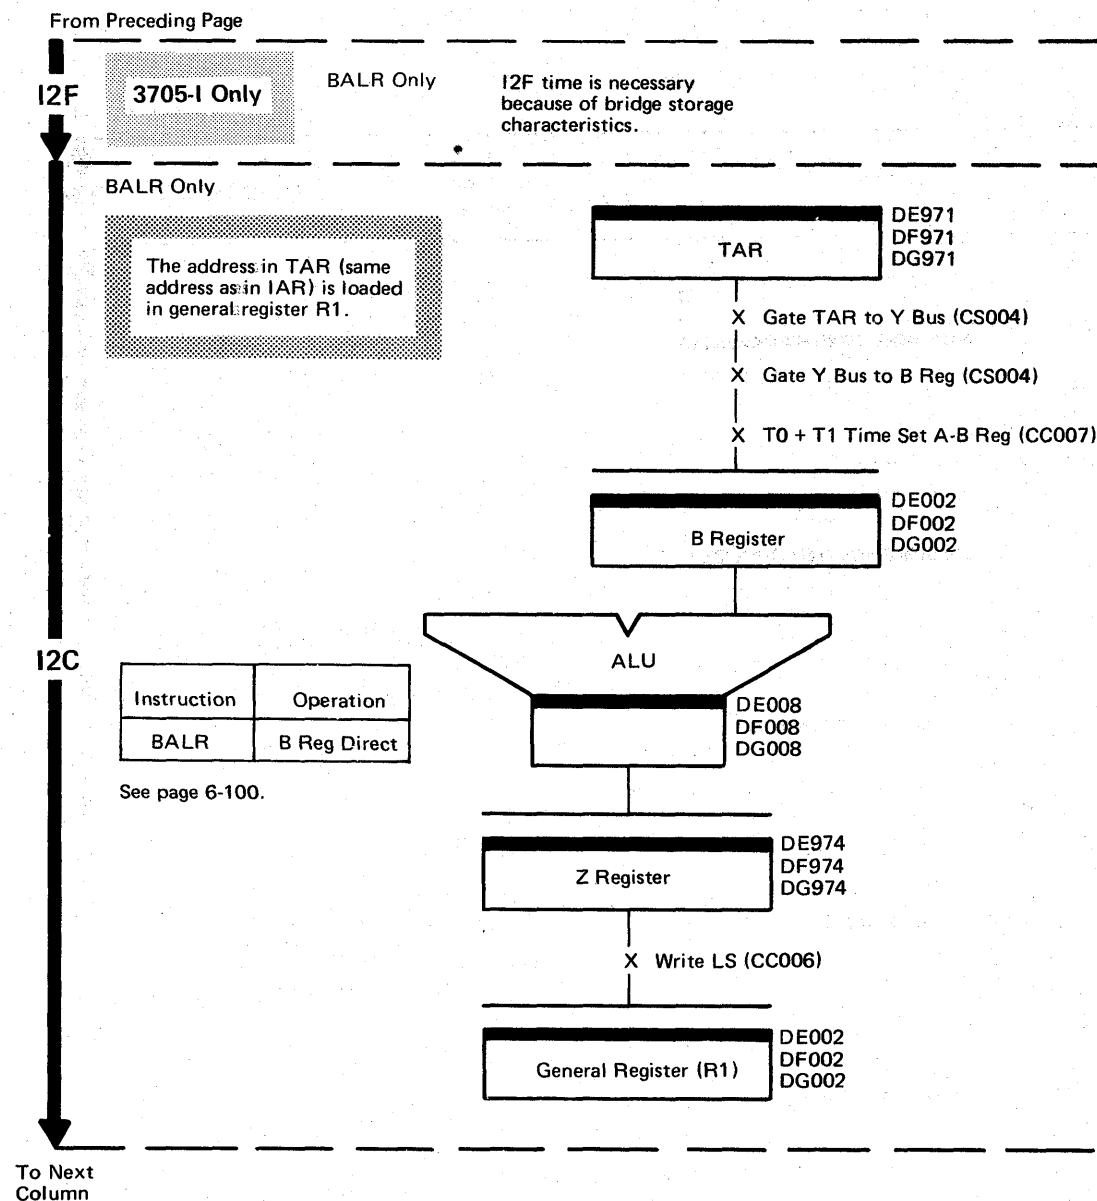 From Preceding Page
I2F
3705-I Only
BALR Only
I2F time is necessary
because of bridge storage
characteristics.
BALR Only
The address in TAR (same
address as in IAR) is loaded
in general register R1.
TAR
DE971
DF971
DG971
X Gate TAR to Y Bus (CS004)
X Gate Y Bus to B Reg (CS004)
X T0 + T1 Time Set A-B Reg (CC007)
B Register
DE002
DF002
DG002
I2C
ALU
Instruction Operation
BALR B Reg Direct
See page 6-100.
DE008
DF008
DG008
Z Register
DE974
DF974
DG974
X Write LS (CC006)
General Register (R1)
DE002
DF002
DG002
To Next
Column